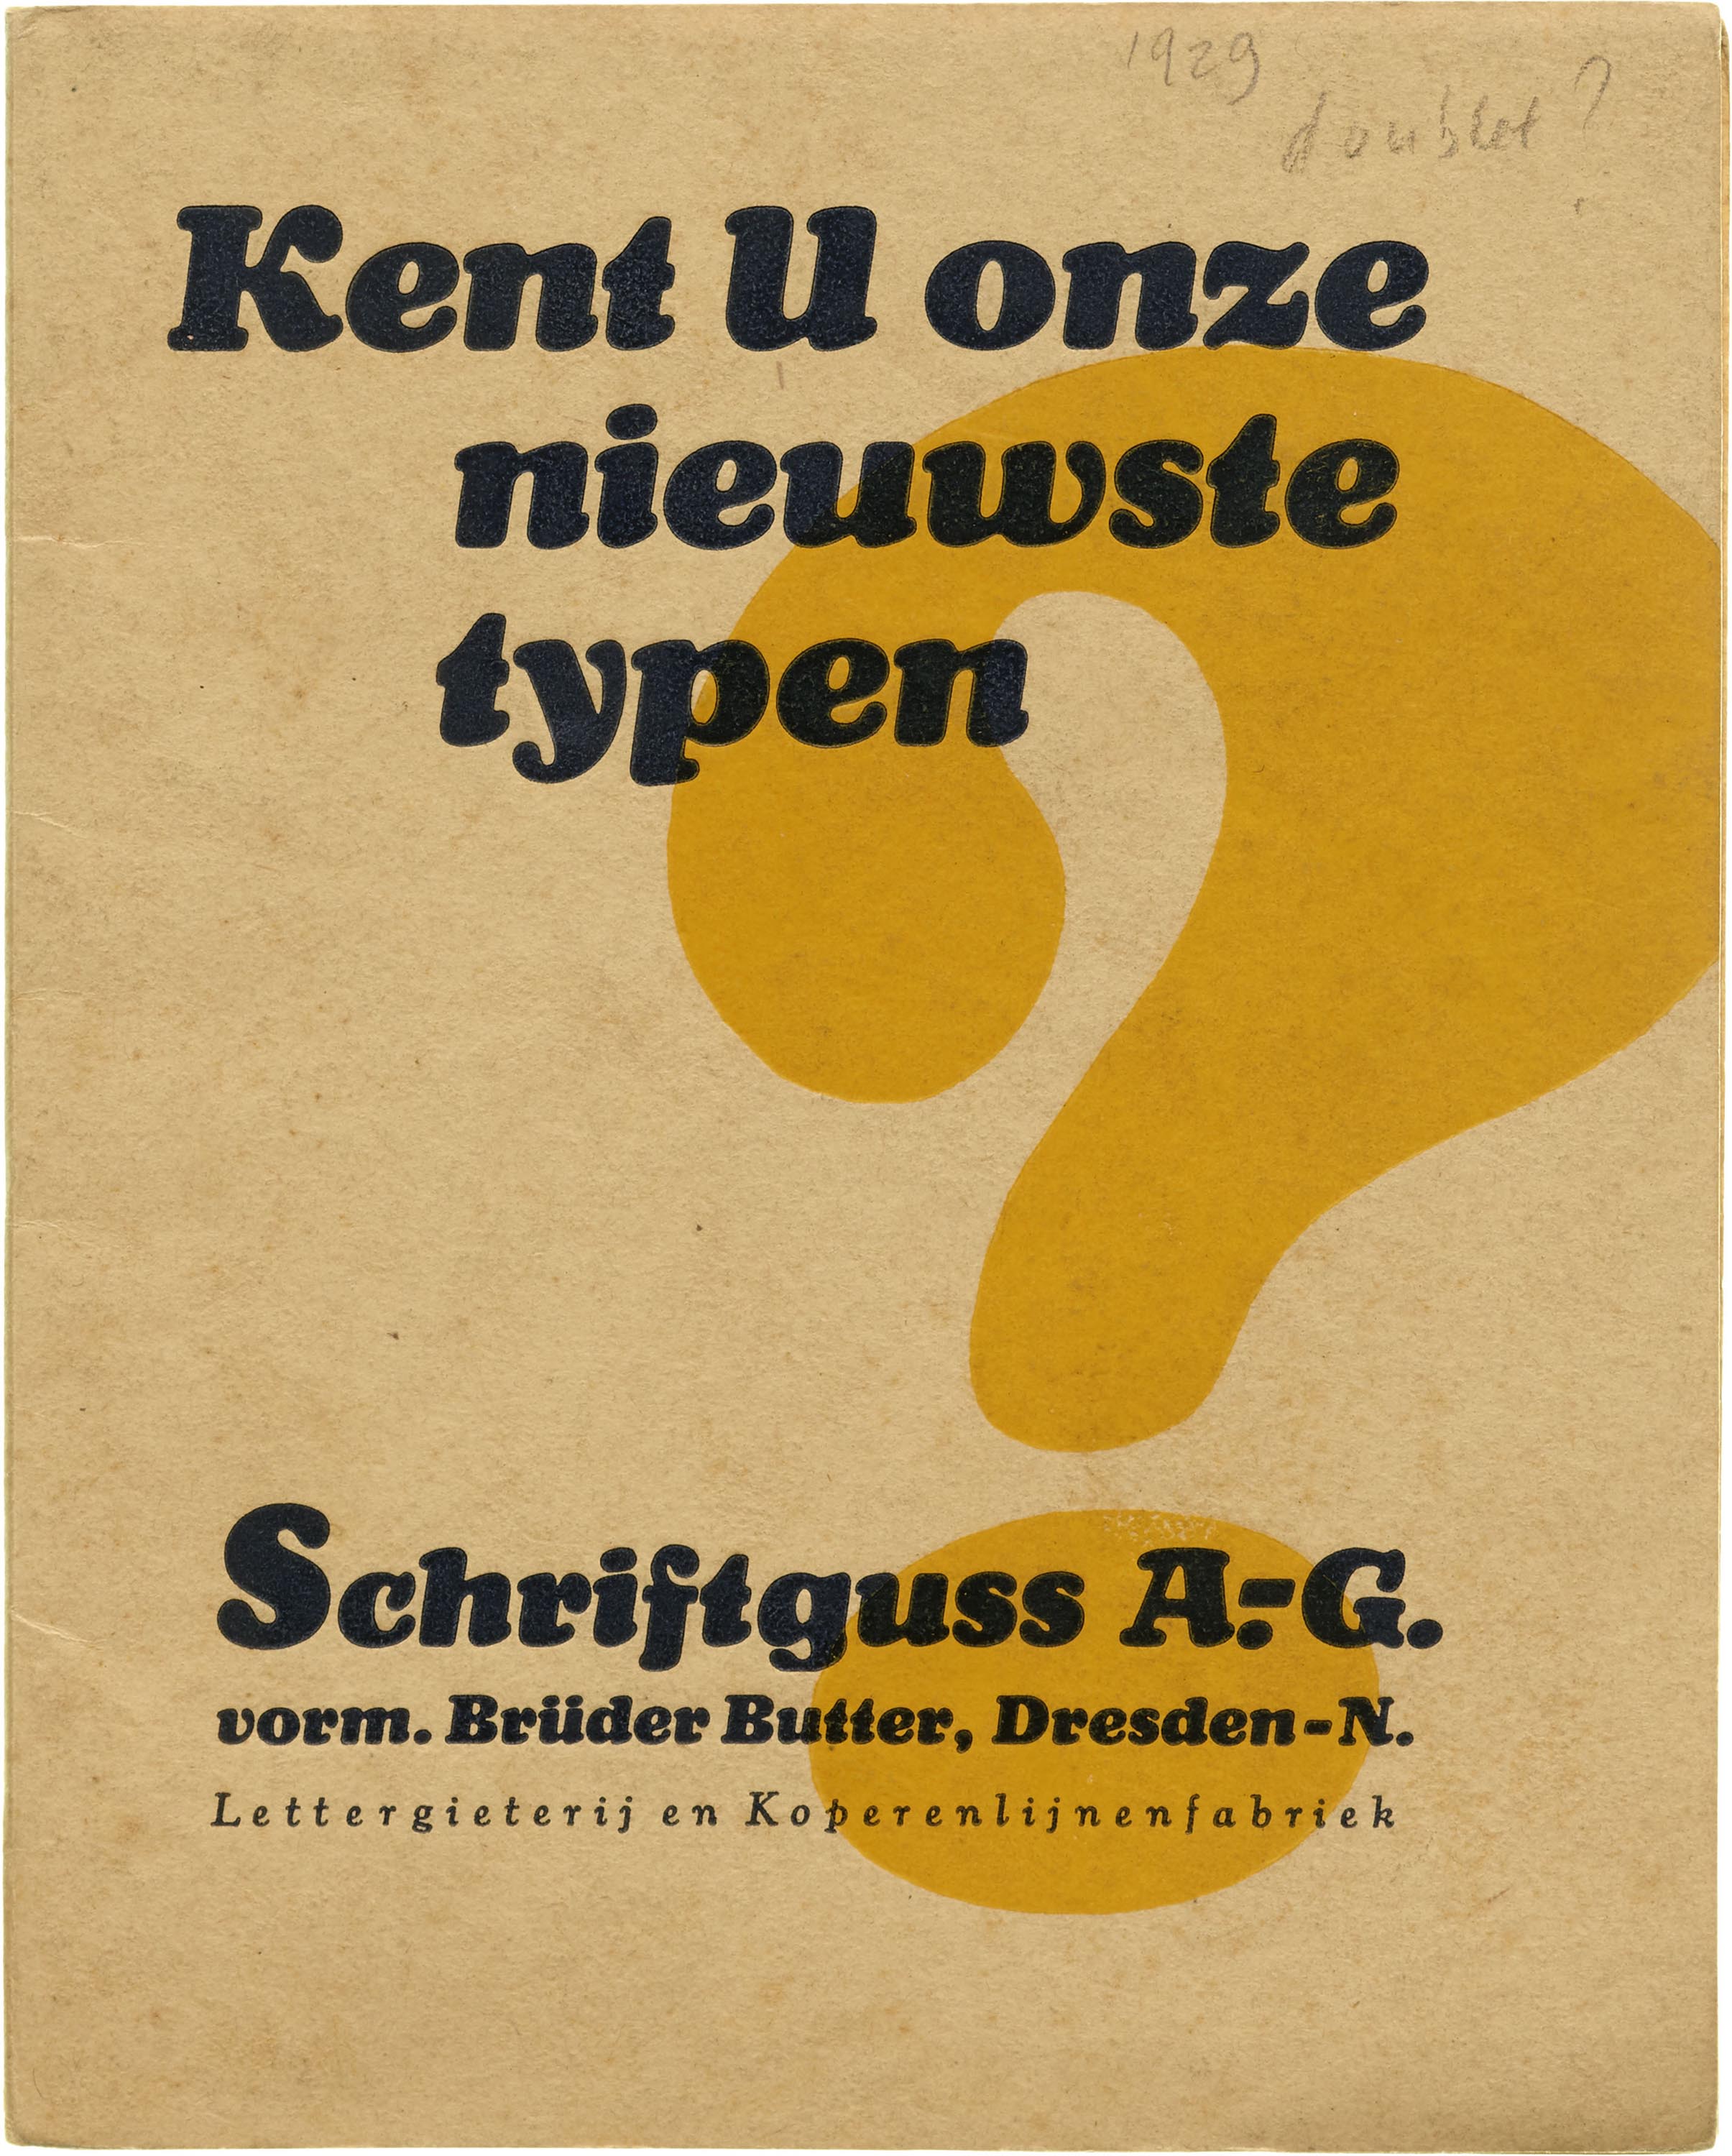 1929
doublet ?
Kent U onze
nieuwste
typen
?
Schriftguss A.-G.
vorm. Brüder Butter, Dresden-N.
Lettergieterij en Koperenlijnenfabriek